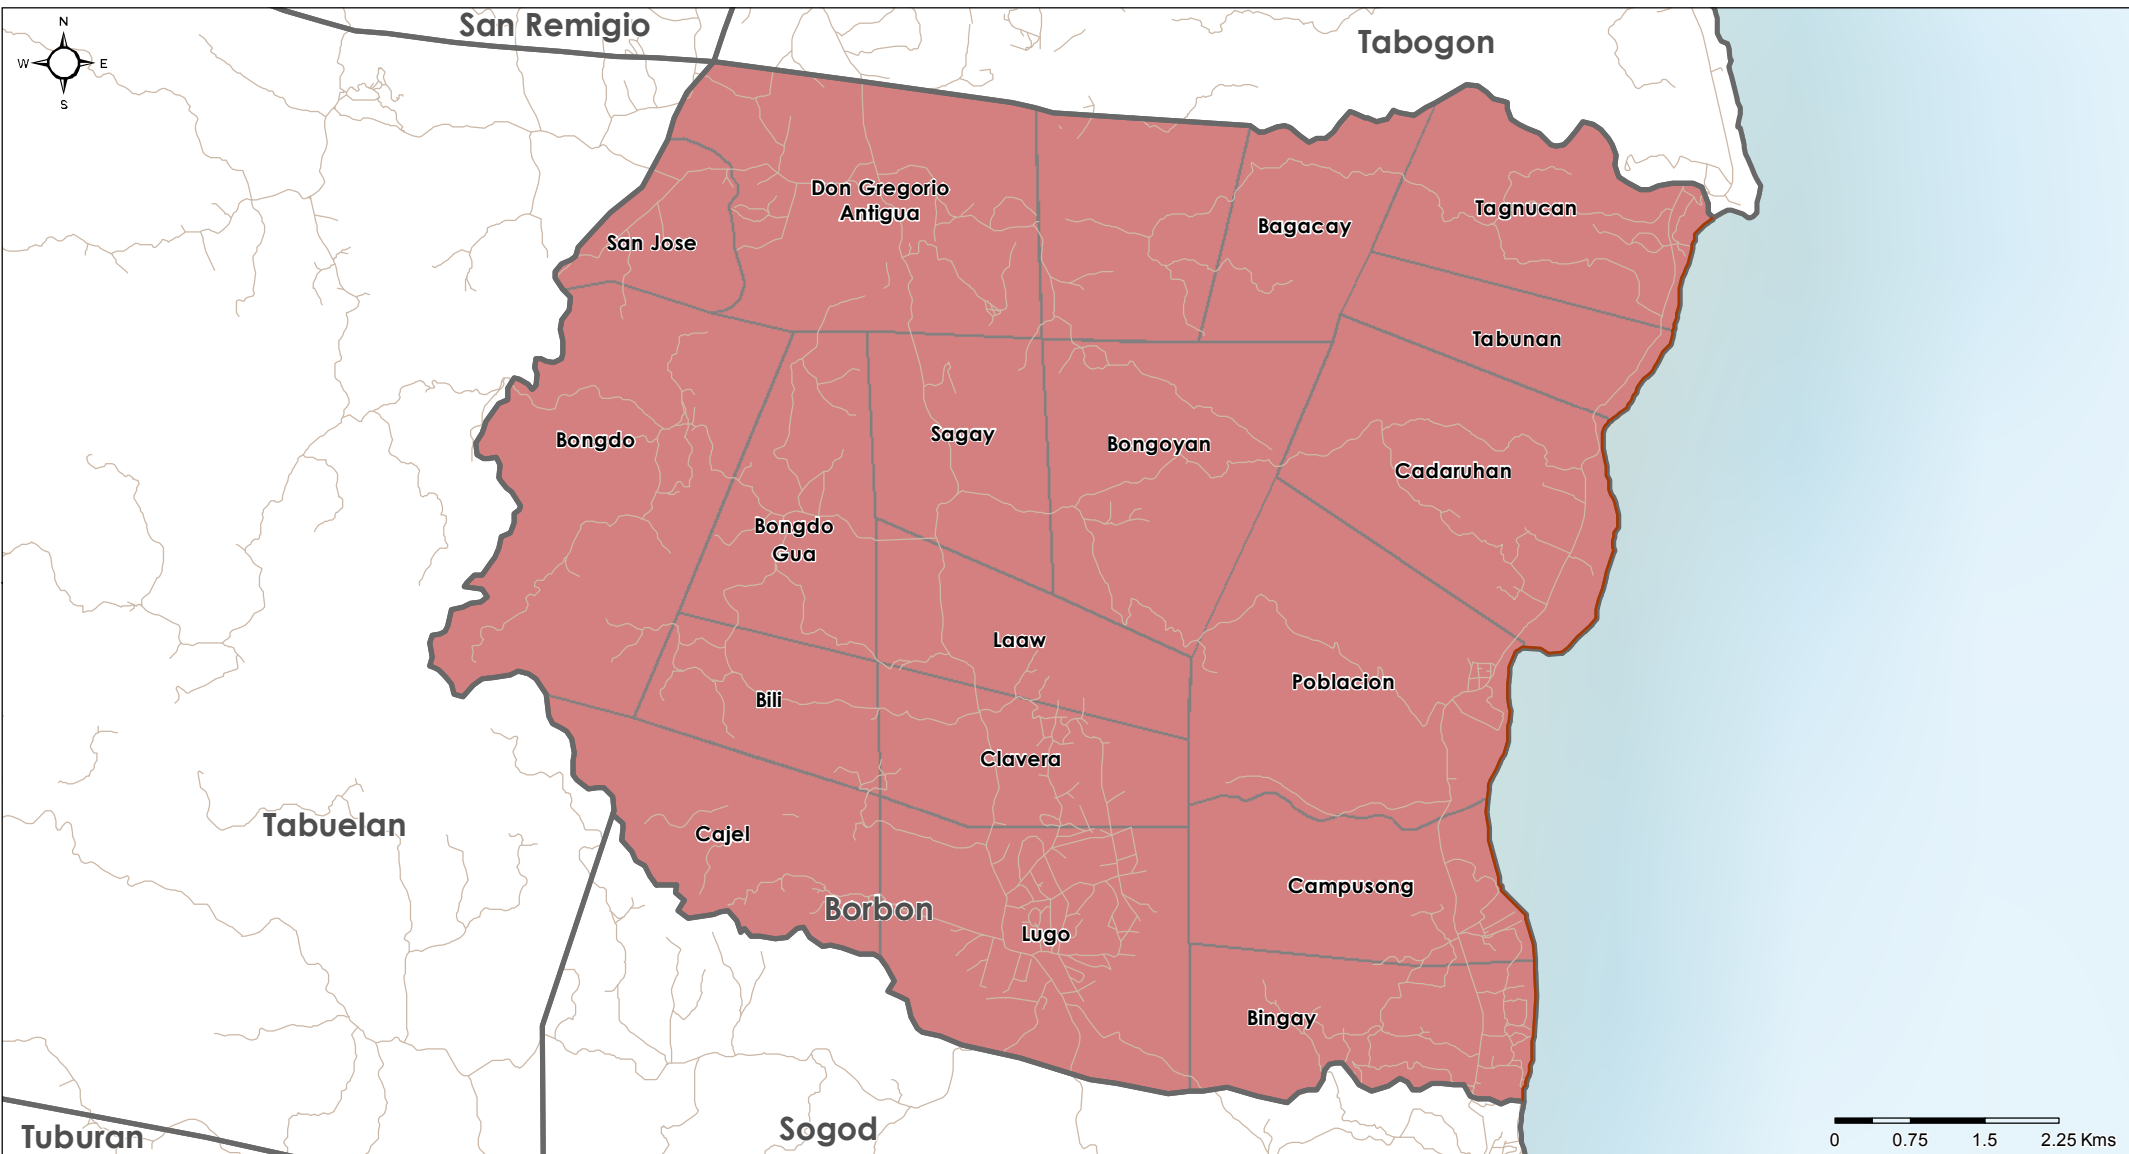 San Remigio
Tabogon
N
W
E
S
Don Gregorio
Antigua
San Jose
Bagacay
Tagnucan
Tabunan
Bongdo
Sagay
Bongoyan
Cadaruhan
Bongdo
Gua
Laaw
Poblacion
Bili
Clavera
Tabuelan
Cajel
Campusong
Borbon
Lugo
Bingay
Sogod
Tuburan
0 0.75 1.5 2.25 Kms